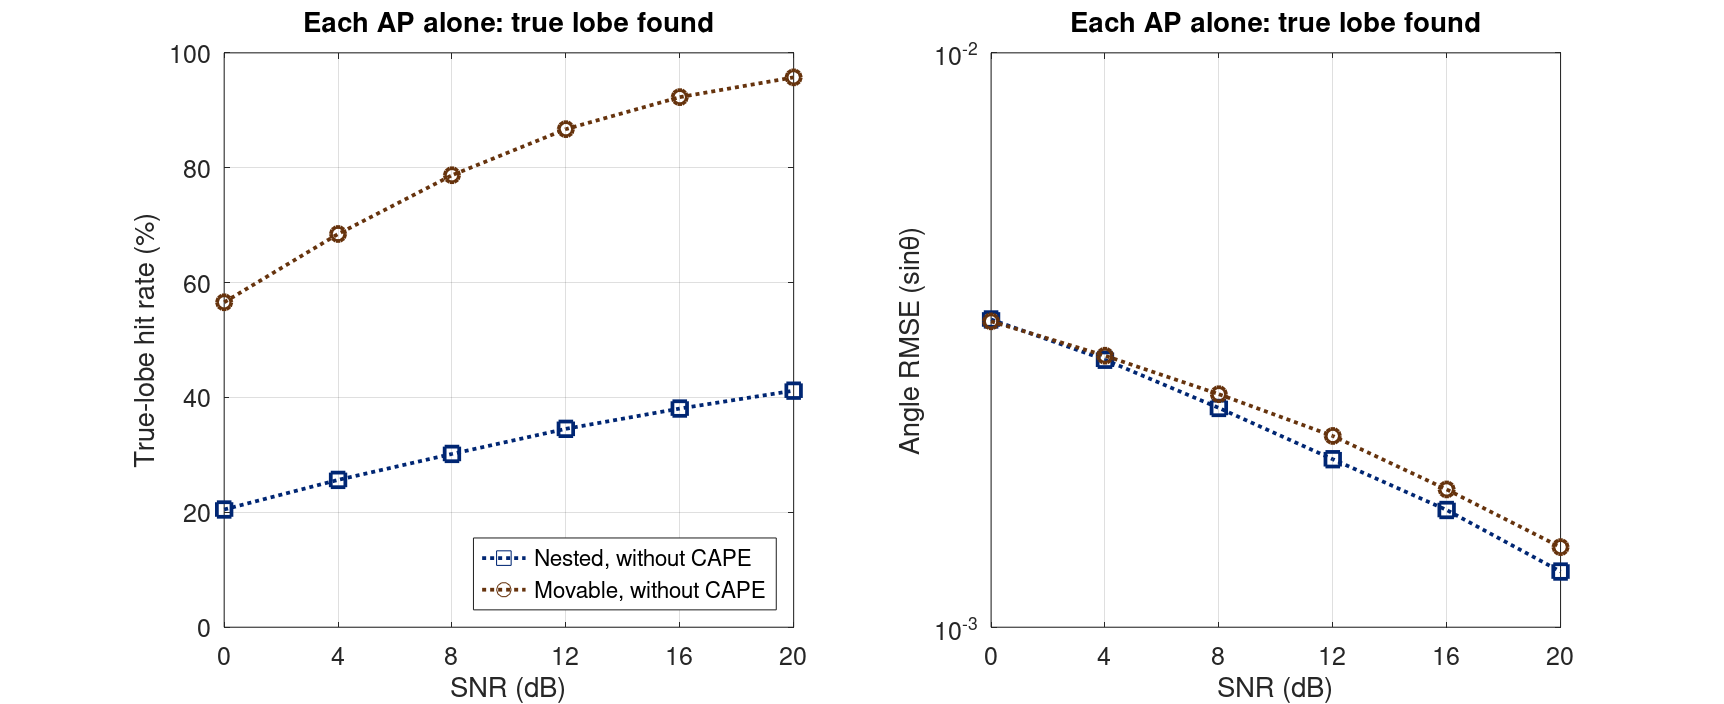 Each AP alone: true lobe found
100
80
60
40
20
0
0 4 8 12 16 20
True-lobe hit rate (%)
SNR (dB)
Nested, without CAPE
Movable, without CAPE
Each AP alone: true lobe found
10^-2
10^-3
0 4 8 12 16 20
Angle RMSE (sinθ)
SNR (dB)